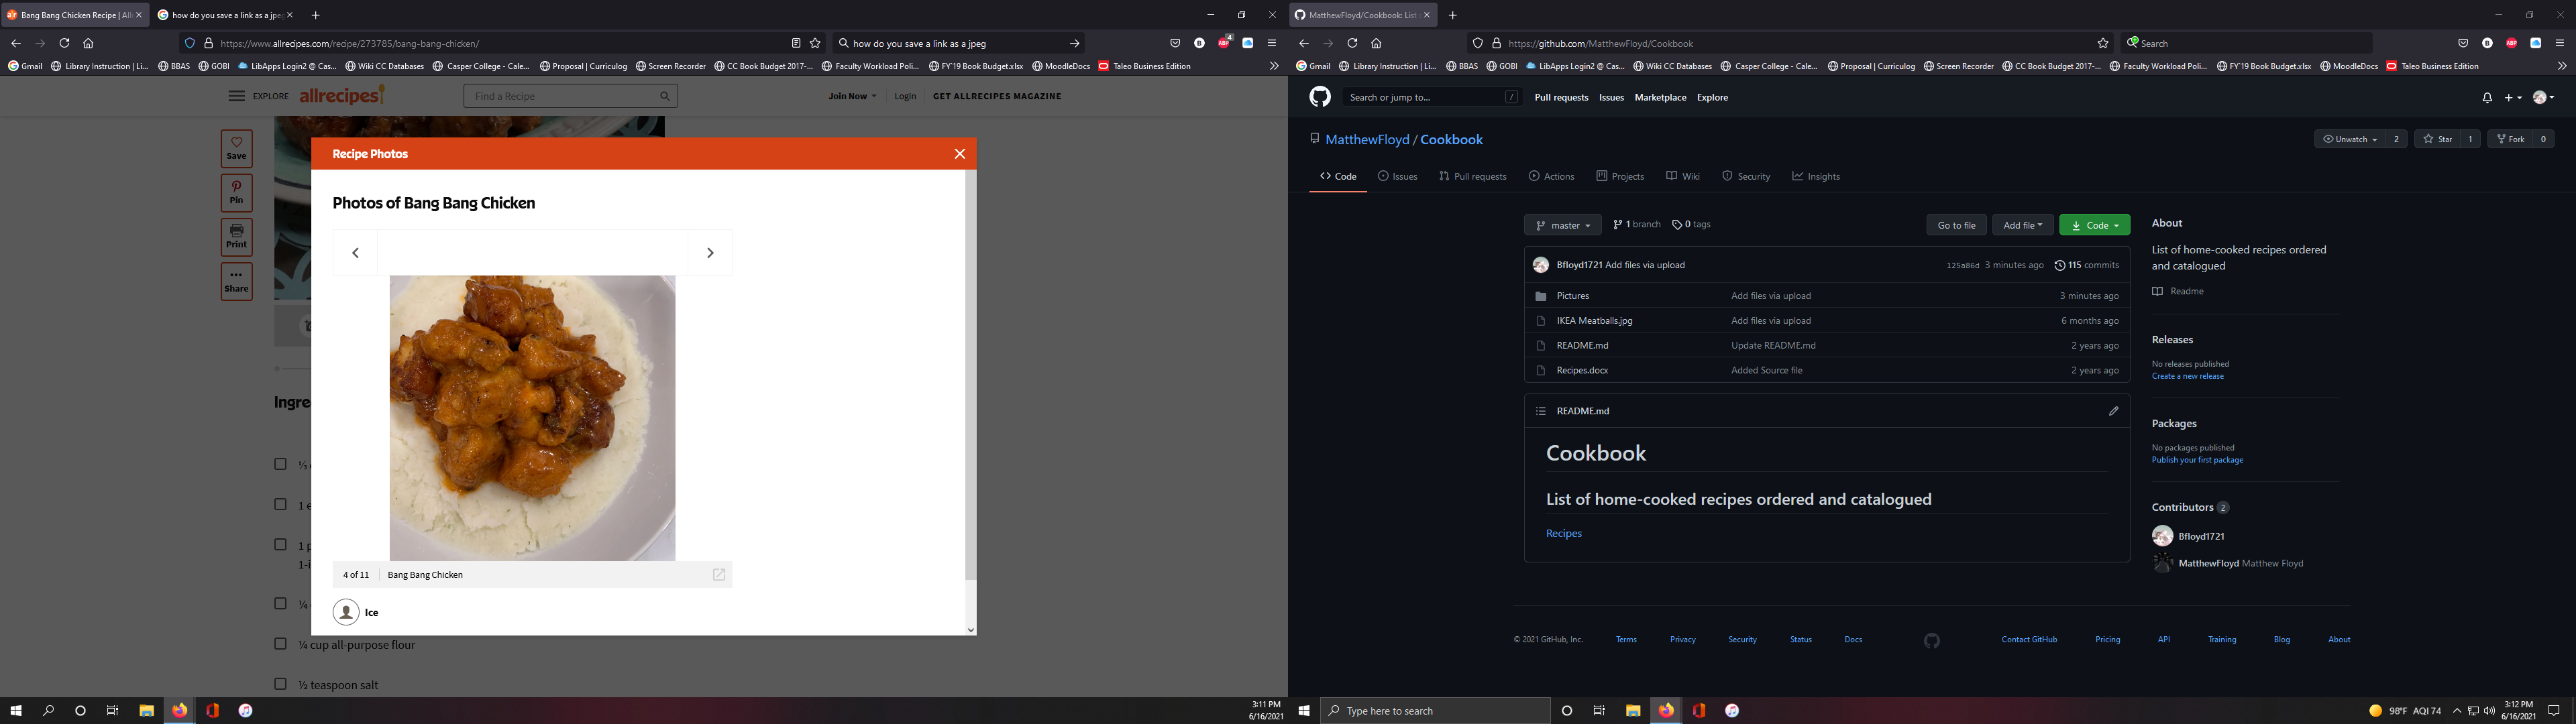 Bang Bang Chicken Recipe | All
how do you save a link as a jpeg
https://www.allrecipes.com/recipe/273785/bang-bang-chicken/
how do you save a link as a jpeg
4
Gmail
Library Instruction | Li...
BBAS
GOBI
LibApps Login2 @ Cas...
Wiki CC Databases
Casper College - Cale...
Proposal | Curriculog
Screen Recorder
CC Book Budget 2017-...
Faculty Workload Poli...
FY'19 Book Budget.xlsx
MoodleDocs
Taleo Business Edition
EXPLORE
allrecipes
Find a Recipe
Join Now
Login
GET ALLRECIPES MAGAZINE
Save
Pin
Print
Share
Recipe Photos
Photos of Bang Bang Chicken
4 of 11
Bang Bang Chicken
Ice
Ingre
⅓
1 e
1 p
1-i
¼
¼ cup all-purpose flour
½ teaspoon salt
3:11 PM
6/16/2021
MatthewFloyd/Cookbook: List
https://github.com/MatthewFloyd/Cookbook
Search
Gmail
Library Instruction | Li...
BBAS
GOBI
LibApps Login2 @ Cas...
Wiki CC Databases
Casper College - Cale...
Proposal | Curriculog
Screen Recorder
CC Book Budget 2017-...
Faculty Workload Poli...
FY'19 Book Budget.xlsx
MoodleDocs
Taleo Business Edition
Search or jump to...
/
Pull requests
Issues
Marketplace
Explore
MatthewFloyd / Cookbook
Unwatch 2
Star 1
Fork 0
Code
Issues
Pull requests
Actions
Projects
Wiki
Security
Insights
master
1 branch
0 tags
Go to file
Add file
Code
Bfloyd1721 Add files via upload
125a86d 3 minutes ago
115 commits
Pictures
Add files via upload
3 minutes ago
IKEA Meatballs.jpg
Add files via upload
6 months ago
README.md
Update README.md
2 years ago
Recipes.docx
Added Source file
2 years ago
README.md
Cookbook
List of home-cooked recipes ordered and catalogued
Recipes
About
List of home-cooked recipes ordered
and catalogued
Readme
Releases
No releases published
Create a new release
Packages
No packages published
Publish your first package
Contributors 2
Bfloyd1721
MatthewFloyd Matthew Floyd
© 2021 GitHub, Inc.
Terms
Privacy
Security
Status
Docs
Contact GitHub
Pricing
API
Training
Blog
About
Type here to search
98°F AQI 74
3:12 PM
6/16/2021